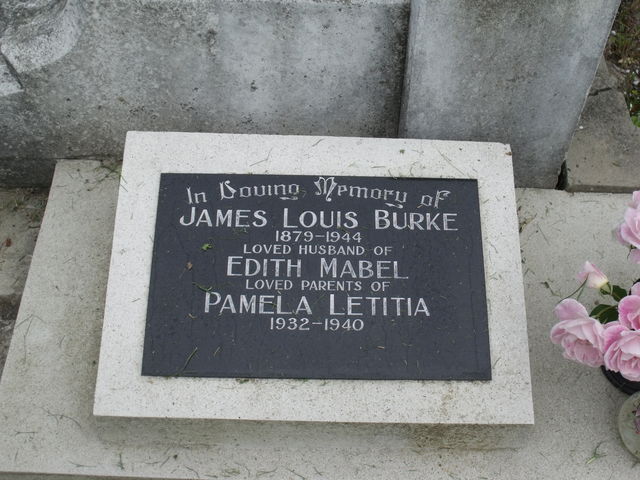 In Loving Memory of
JAMES LOUIS BURKE
1879-1944
LOVED HUSBAND OF
EDITH MABEL
LOVED PARENTS OF
PAMELA LETITIA
1932-1940